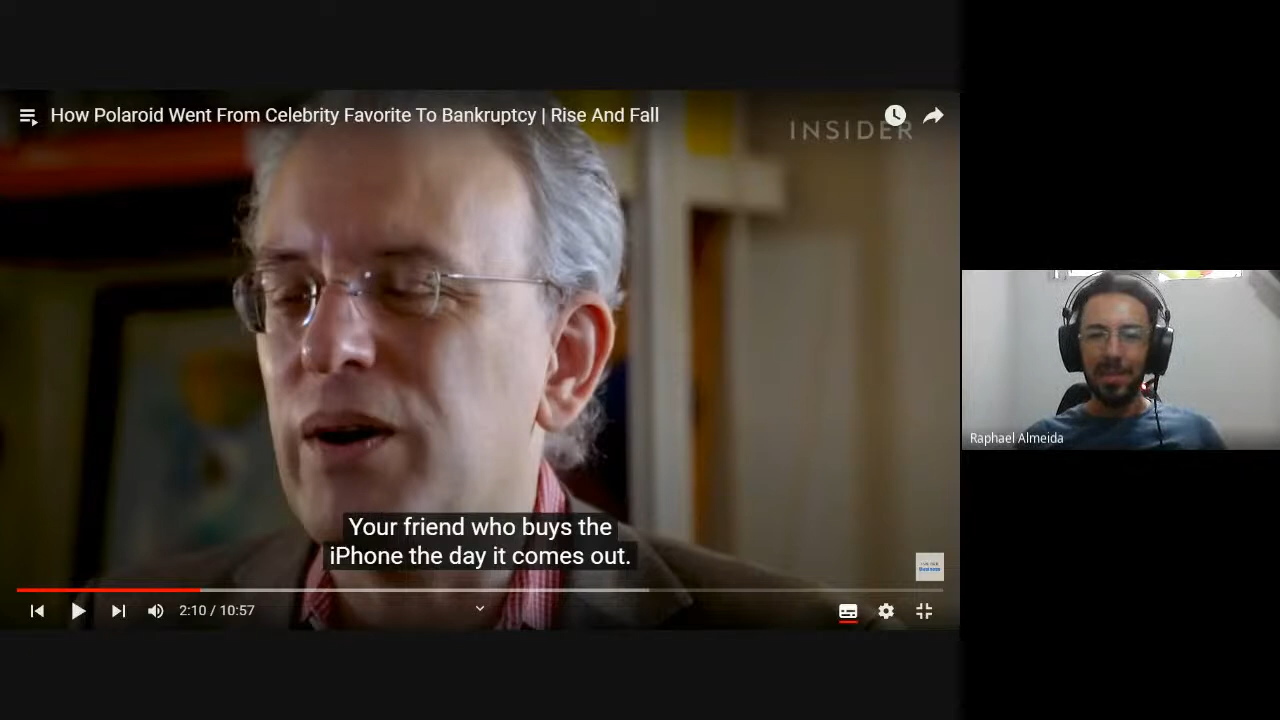 How Polaroid Went From Celebrity Favorite To Bankruptcy | Rise And Fall
INSIDER
Your friend who buys the
iPhone the day it comes out.
2:10 / 10:57
Raphael Almeida